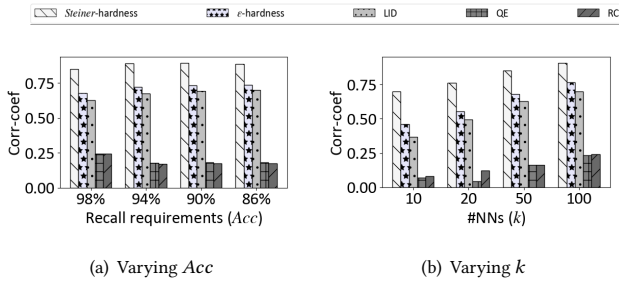 Steiner-hardness e-hardness LID QE RC
Corr-coef
0.75
0.50
0.25
0.00
98% 94% 90% 86%
Recall requirements (Acc)
(a) Varying Acc
Corr-coef
0.75
0.50
0.25
0.00
10 20 50 100
#NNs (k)
(b) Varying k